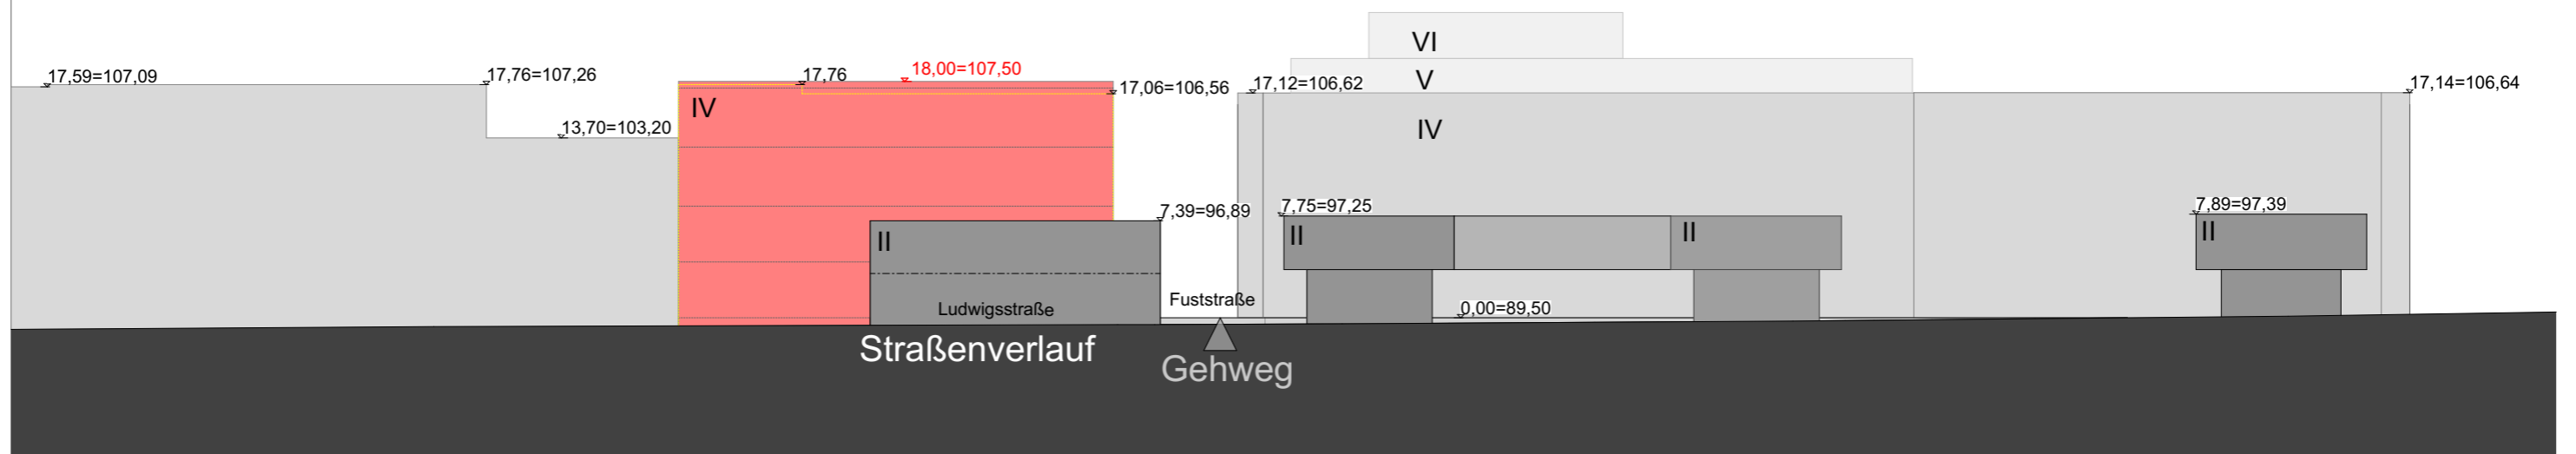 VI
18,00=107,50
17,59=107,09
17,76=107,26
17,76
V
17,12=106,62
17,14=106,64
17,06=106,56
IV
13,70=103,20
IV
7,39=96,89
7,75=97,25
7,89=97,39
II
II
II
II
Fuststraße
Ludwigsstraße
0,00=89,50
Straßenverlauf
Gehweg